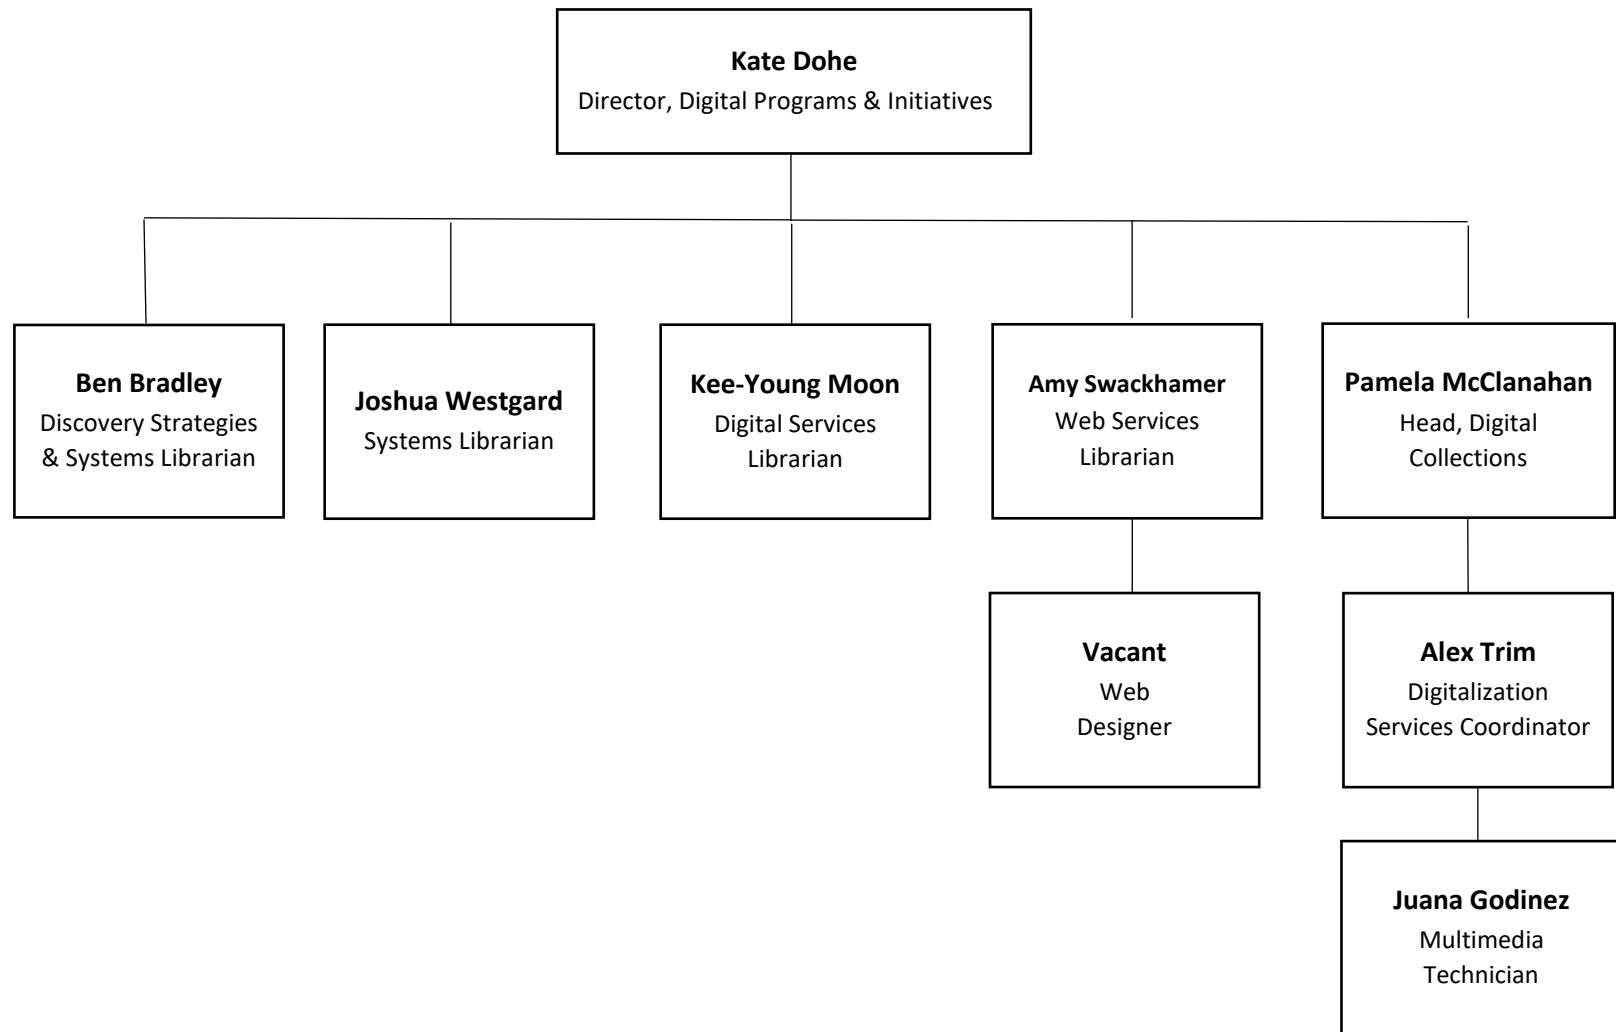 Kate Dohe
Director, Digital Programs & Initiatives
Ben Bradley
Discovery Strategies
& Systems Librarian
Joshua Westgard
Systems Librarian
Kee-Young Moon
Digital Services
Librarian
Amy Swackhamer
Web Services
Librarian
Pamela McClanahan
Head, Digital
Collections
Vacant
Web
Designer
Alex Trim
Digitalization
Services Coordinator
Juana Godinez
Multimedia
Technician